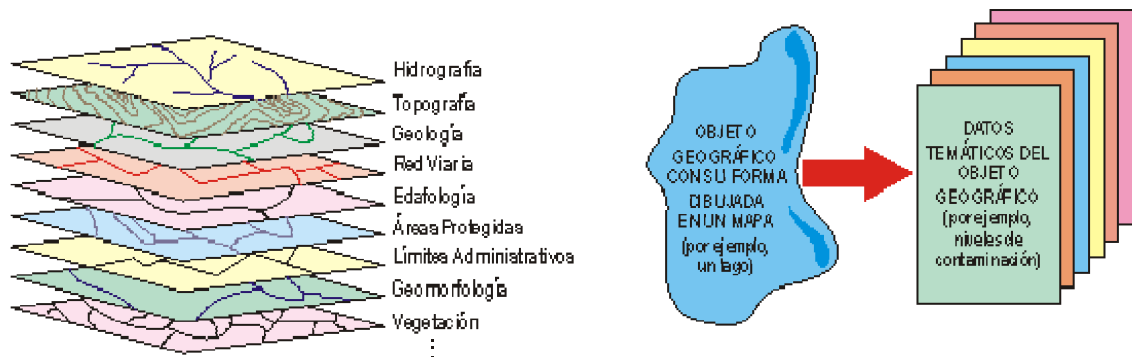 Hidrografía
Topografía
Geología
Red Viaria
Edafología
Áreas Protegidas
Límites Administrativos
Geomorfología
Vegetación
OBJETO
GEOGRÁFICO
CON SU FORMA
DIBUJADA
EN UN MAPA
(por ejemplo,
un lago)
DATOS
TEMÁTICOS DEL
OBJETO
GEOGRÁFICO
(por ejemplo,
niveles de
contaminación)